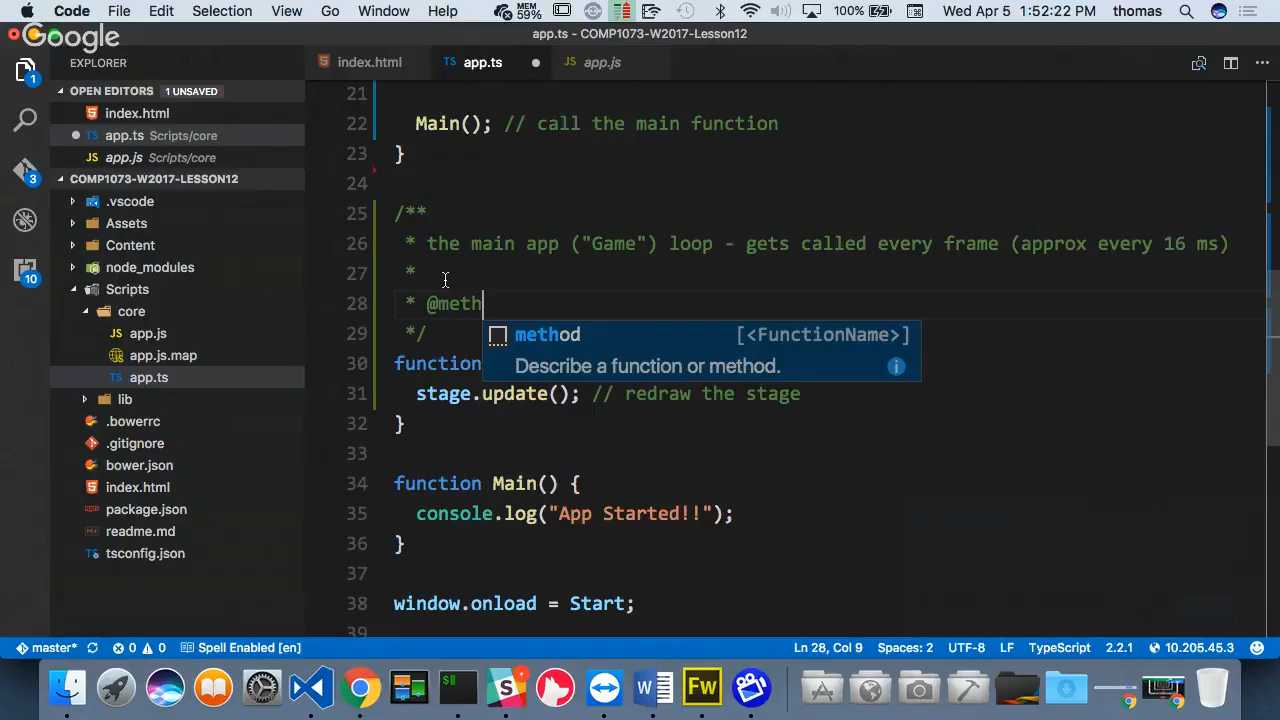 Code File Edit Selection View Go Window Help MEM 59% 100% Wed Apr 5 1:52:22 PM thomas
Google
app.ts - COMP1073-W2017-Lesson12
EXPLORER
index.html
TS app.ts
JS app.js
OPEN EDITORS 1 UNSAVED
index.html
TS app.ts Scripts/core
JS app.js Scripts/core
COMP1073-W2017-LESSON12
.vscode
Assets
Content
node_modules
Scripts
core
JS app.js
app.js.map
TS app.ts
lib
.bowerrc
.gitignore
bower.json
index.html
package.json
readme.md
tsconfig.json
1
3
10
21
22 Main(); // call the main function
23 }
24
25 /**
26 * the main app ("Game") loop - gets called every frame (approx every 16 ms)
27 *
28 * @meth
method [<FunctionName>]
29 */
Describe a function or method.
30 function
31 stage.update(); // redraw the stage
32 }
33
34 function Main() {
35 console.log("App Started!!");
36 }
37
38 window.onload = Start;
39
master* 0 0 Spell Enabled [en] Ln 28, Col 9 Spaces: 2 UTF-8 LF TypeScript 2.2.1 10.205.45.3
W Fw